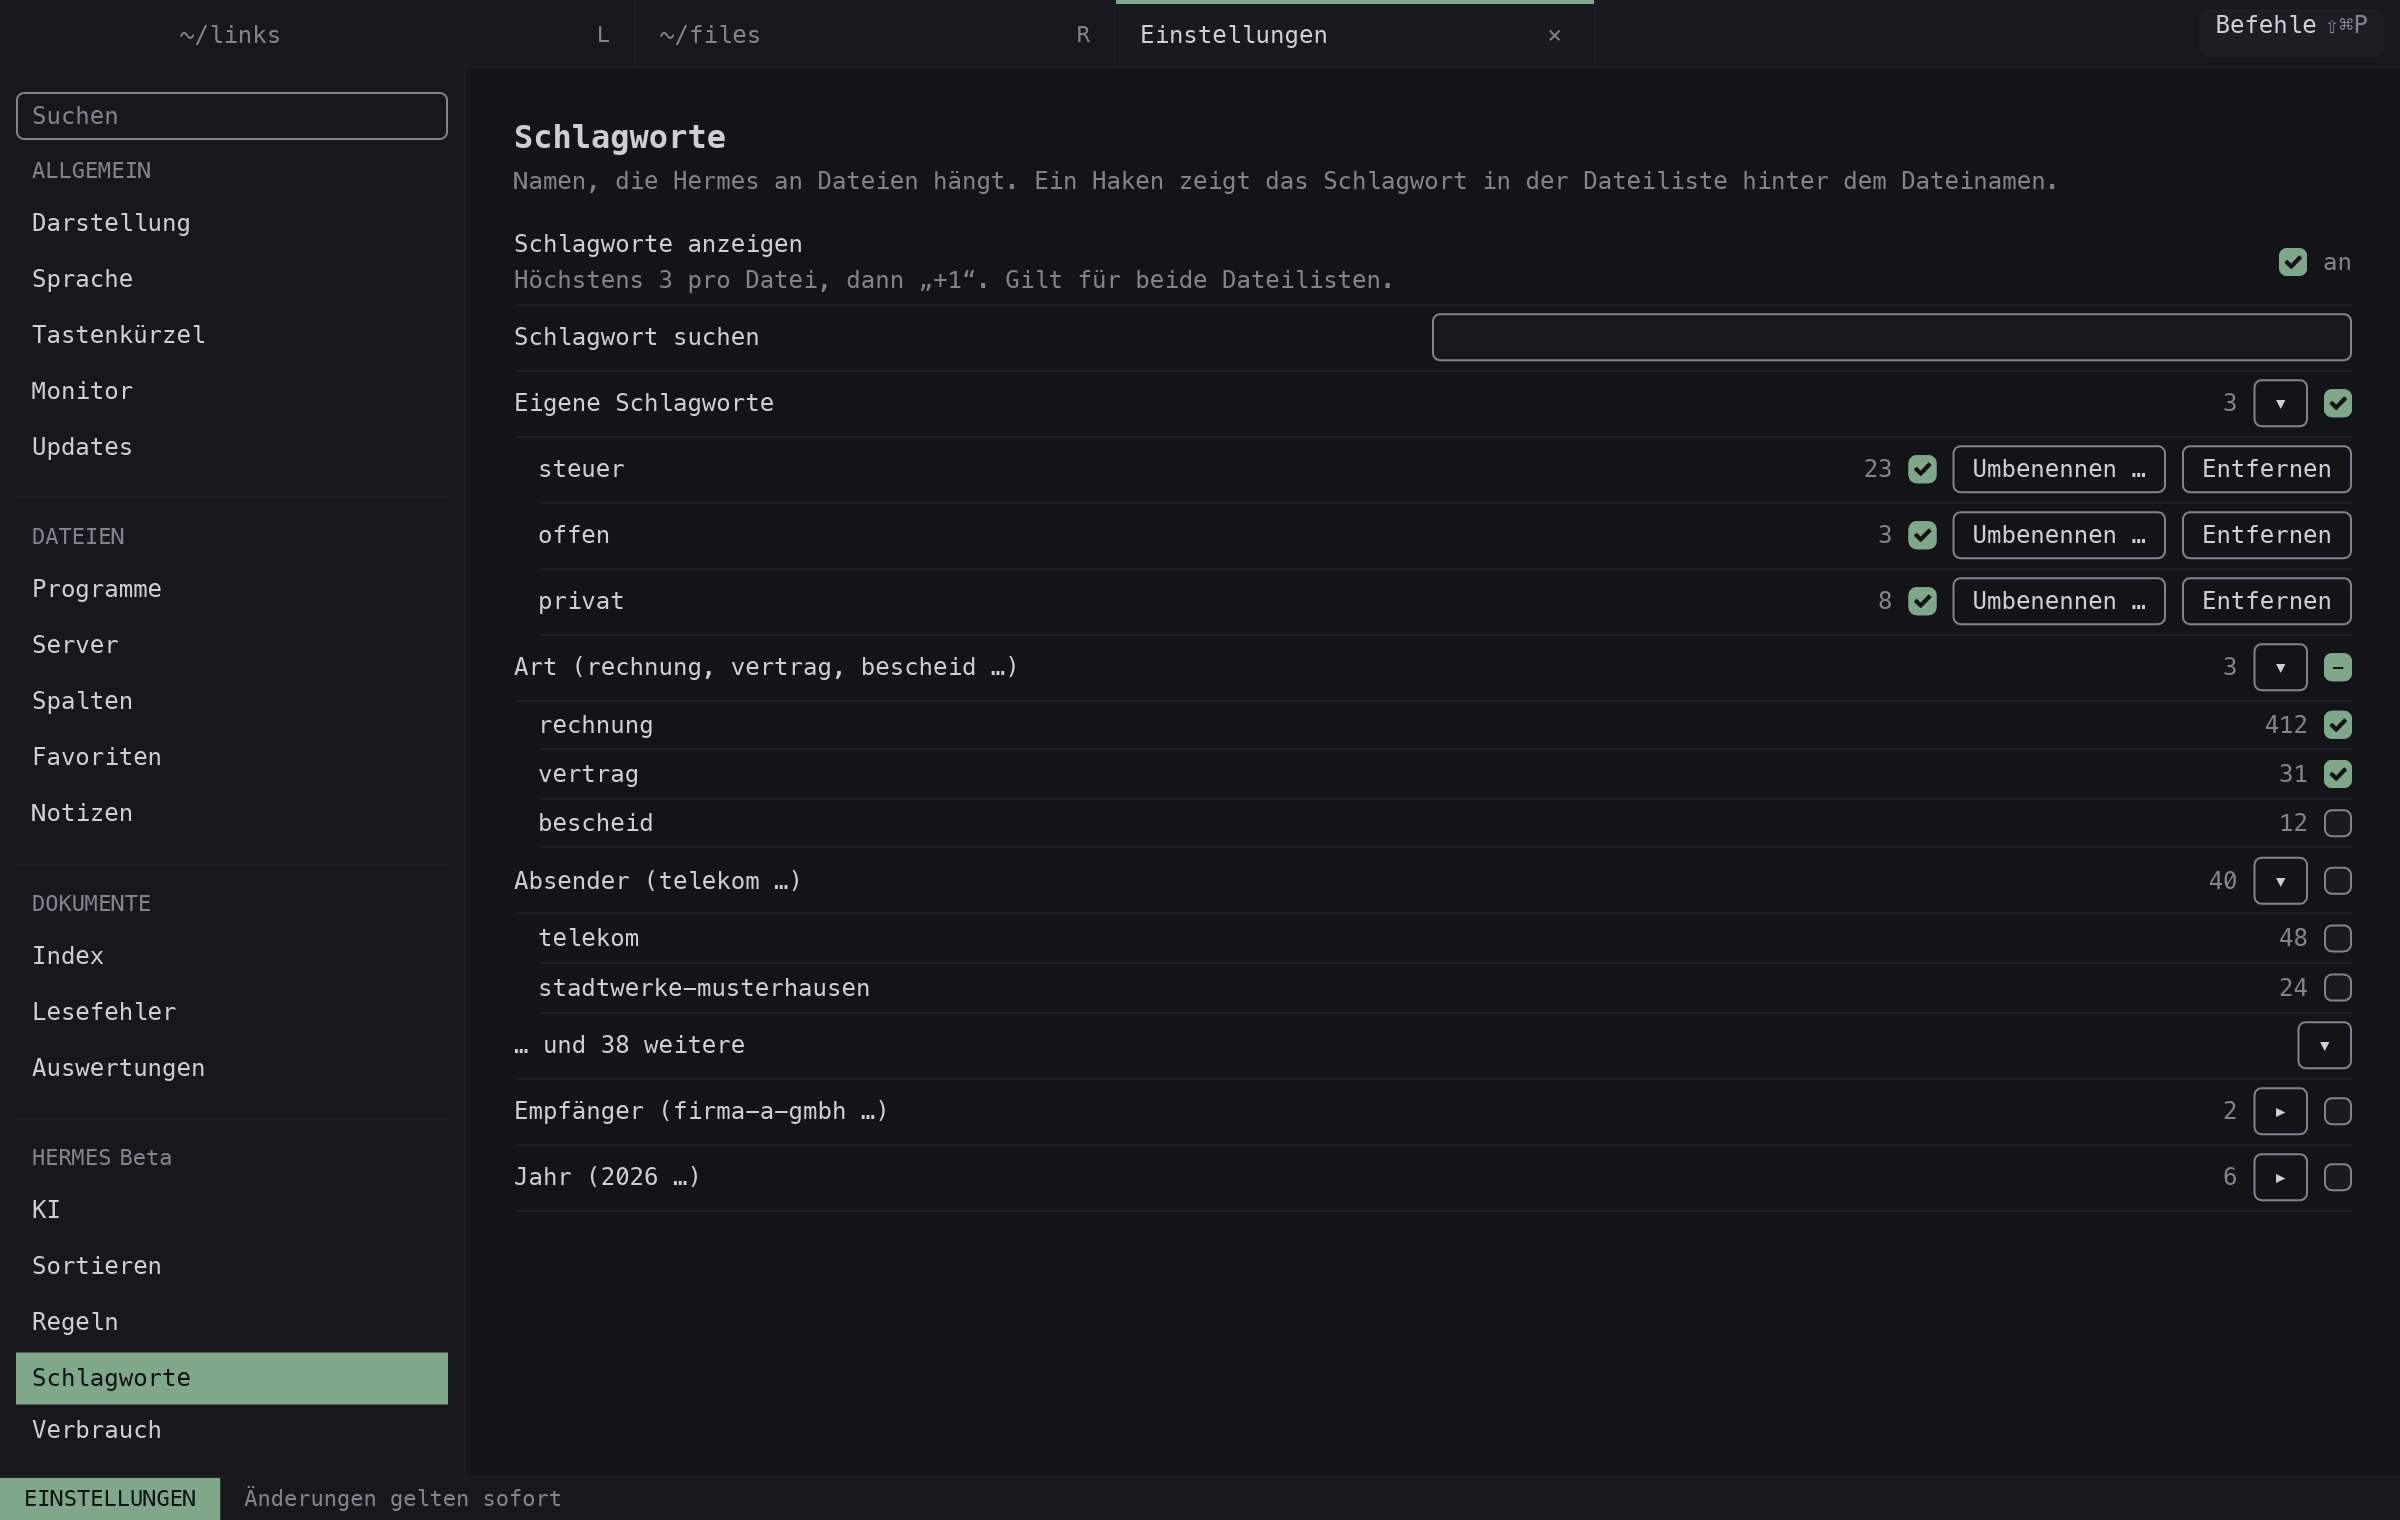 ~/links L ~/files R Einstellungen × Befehle ⇧⌘P
Suchen
ALLGEMEIN
Darstellung
Sprache
Tastenkürzel
Monitor
Updates
DATEIEN
Programme
Server
Spalten
Favoriten
Notizen
DOKUMENTE
Index
Lesefehler
Auswertungen
HERMES Beta
KI
Sortieren
Regeln
Schlagworte
Verbrauch
Schlagworte
Namen, die Hermes an Dateien hängt. Ein Haken zeigt das Schlagwort in der Dateiliste hinter dem Dateinamen.
Schlagworte anzeigen
Höchstens 3 pro Datei, dann „+1“. Gilt für beide Dateilisten.
an
Schlagwort suchen
Eigene Schlagworte 3 ▾
steuer 23 Umbenennen … Entfernen
offen 3 Umbenennen … Entfernen
privat 8 Umbenennen … Entfernen
Art (rechnung, vertrag, bescheid …) 3 ▾
rechnung 412
vertrag 31
bescheid 12
Absender (telekom …) 40 ▾
telekom 48
stadtwerke-musterhausen 24
… und 38 weitere ▾
Empfänger (firma-a-gmbh …) 2 ▸
Jahr (2026 …) 6 ▸
EINSTELLUNGEN Änderungen gelten sofort